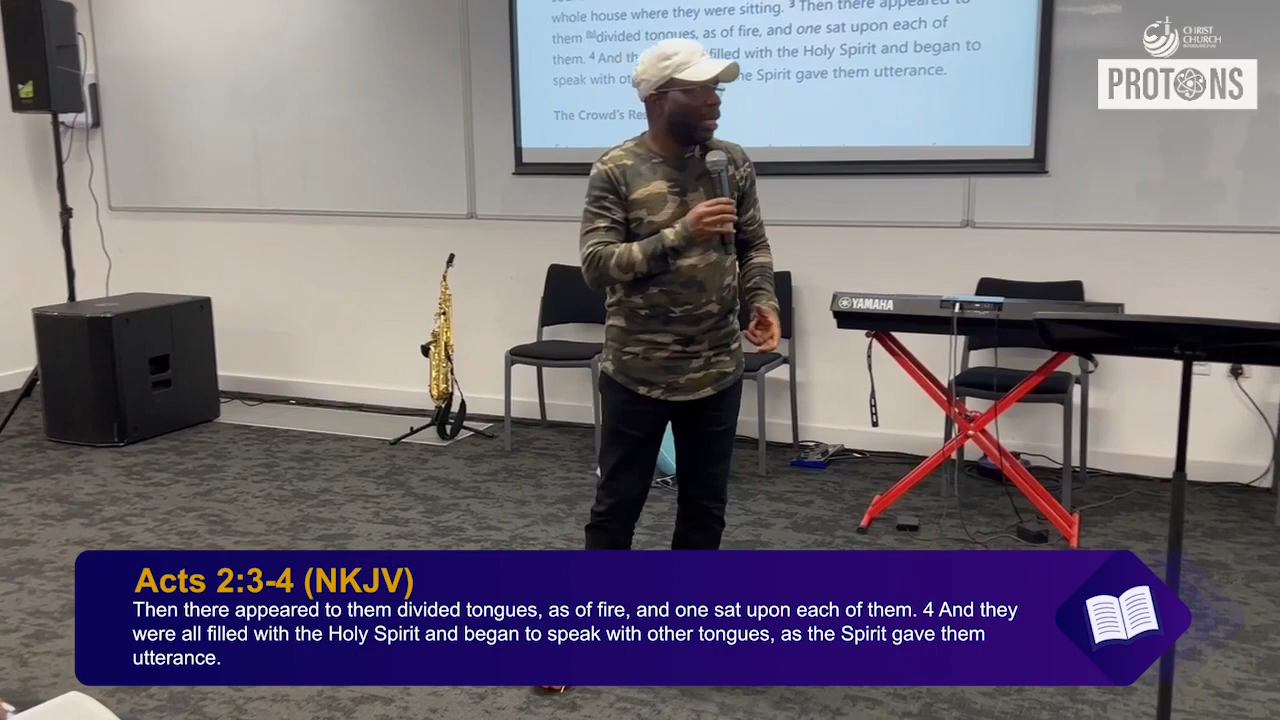 whole house where they were sitting. 3 Then there appeared to
them [b]divided tongues, as of fire, and one sat upon each of
them. 4 And th filled with the Holy Spirit and began to
speak with ot he Spirit gave them utterance.
The Crowd's Res
CHRIST
CHURCH
INTERNATIONAL
PROTONS
YAMAHA
Acts 2:3-4 (NKJV)
Then there appeared to them divided tongues, as of fire, and one sat upon each of them. 4 And they
were all filled with the Holy Spirit and began to speak with other tongues, as the Spirit gave them
utterance.